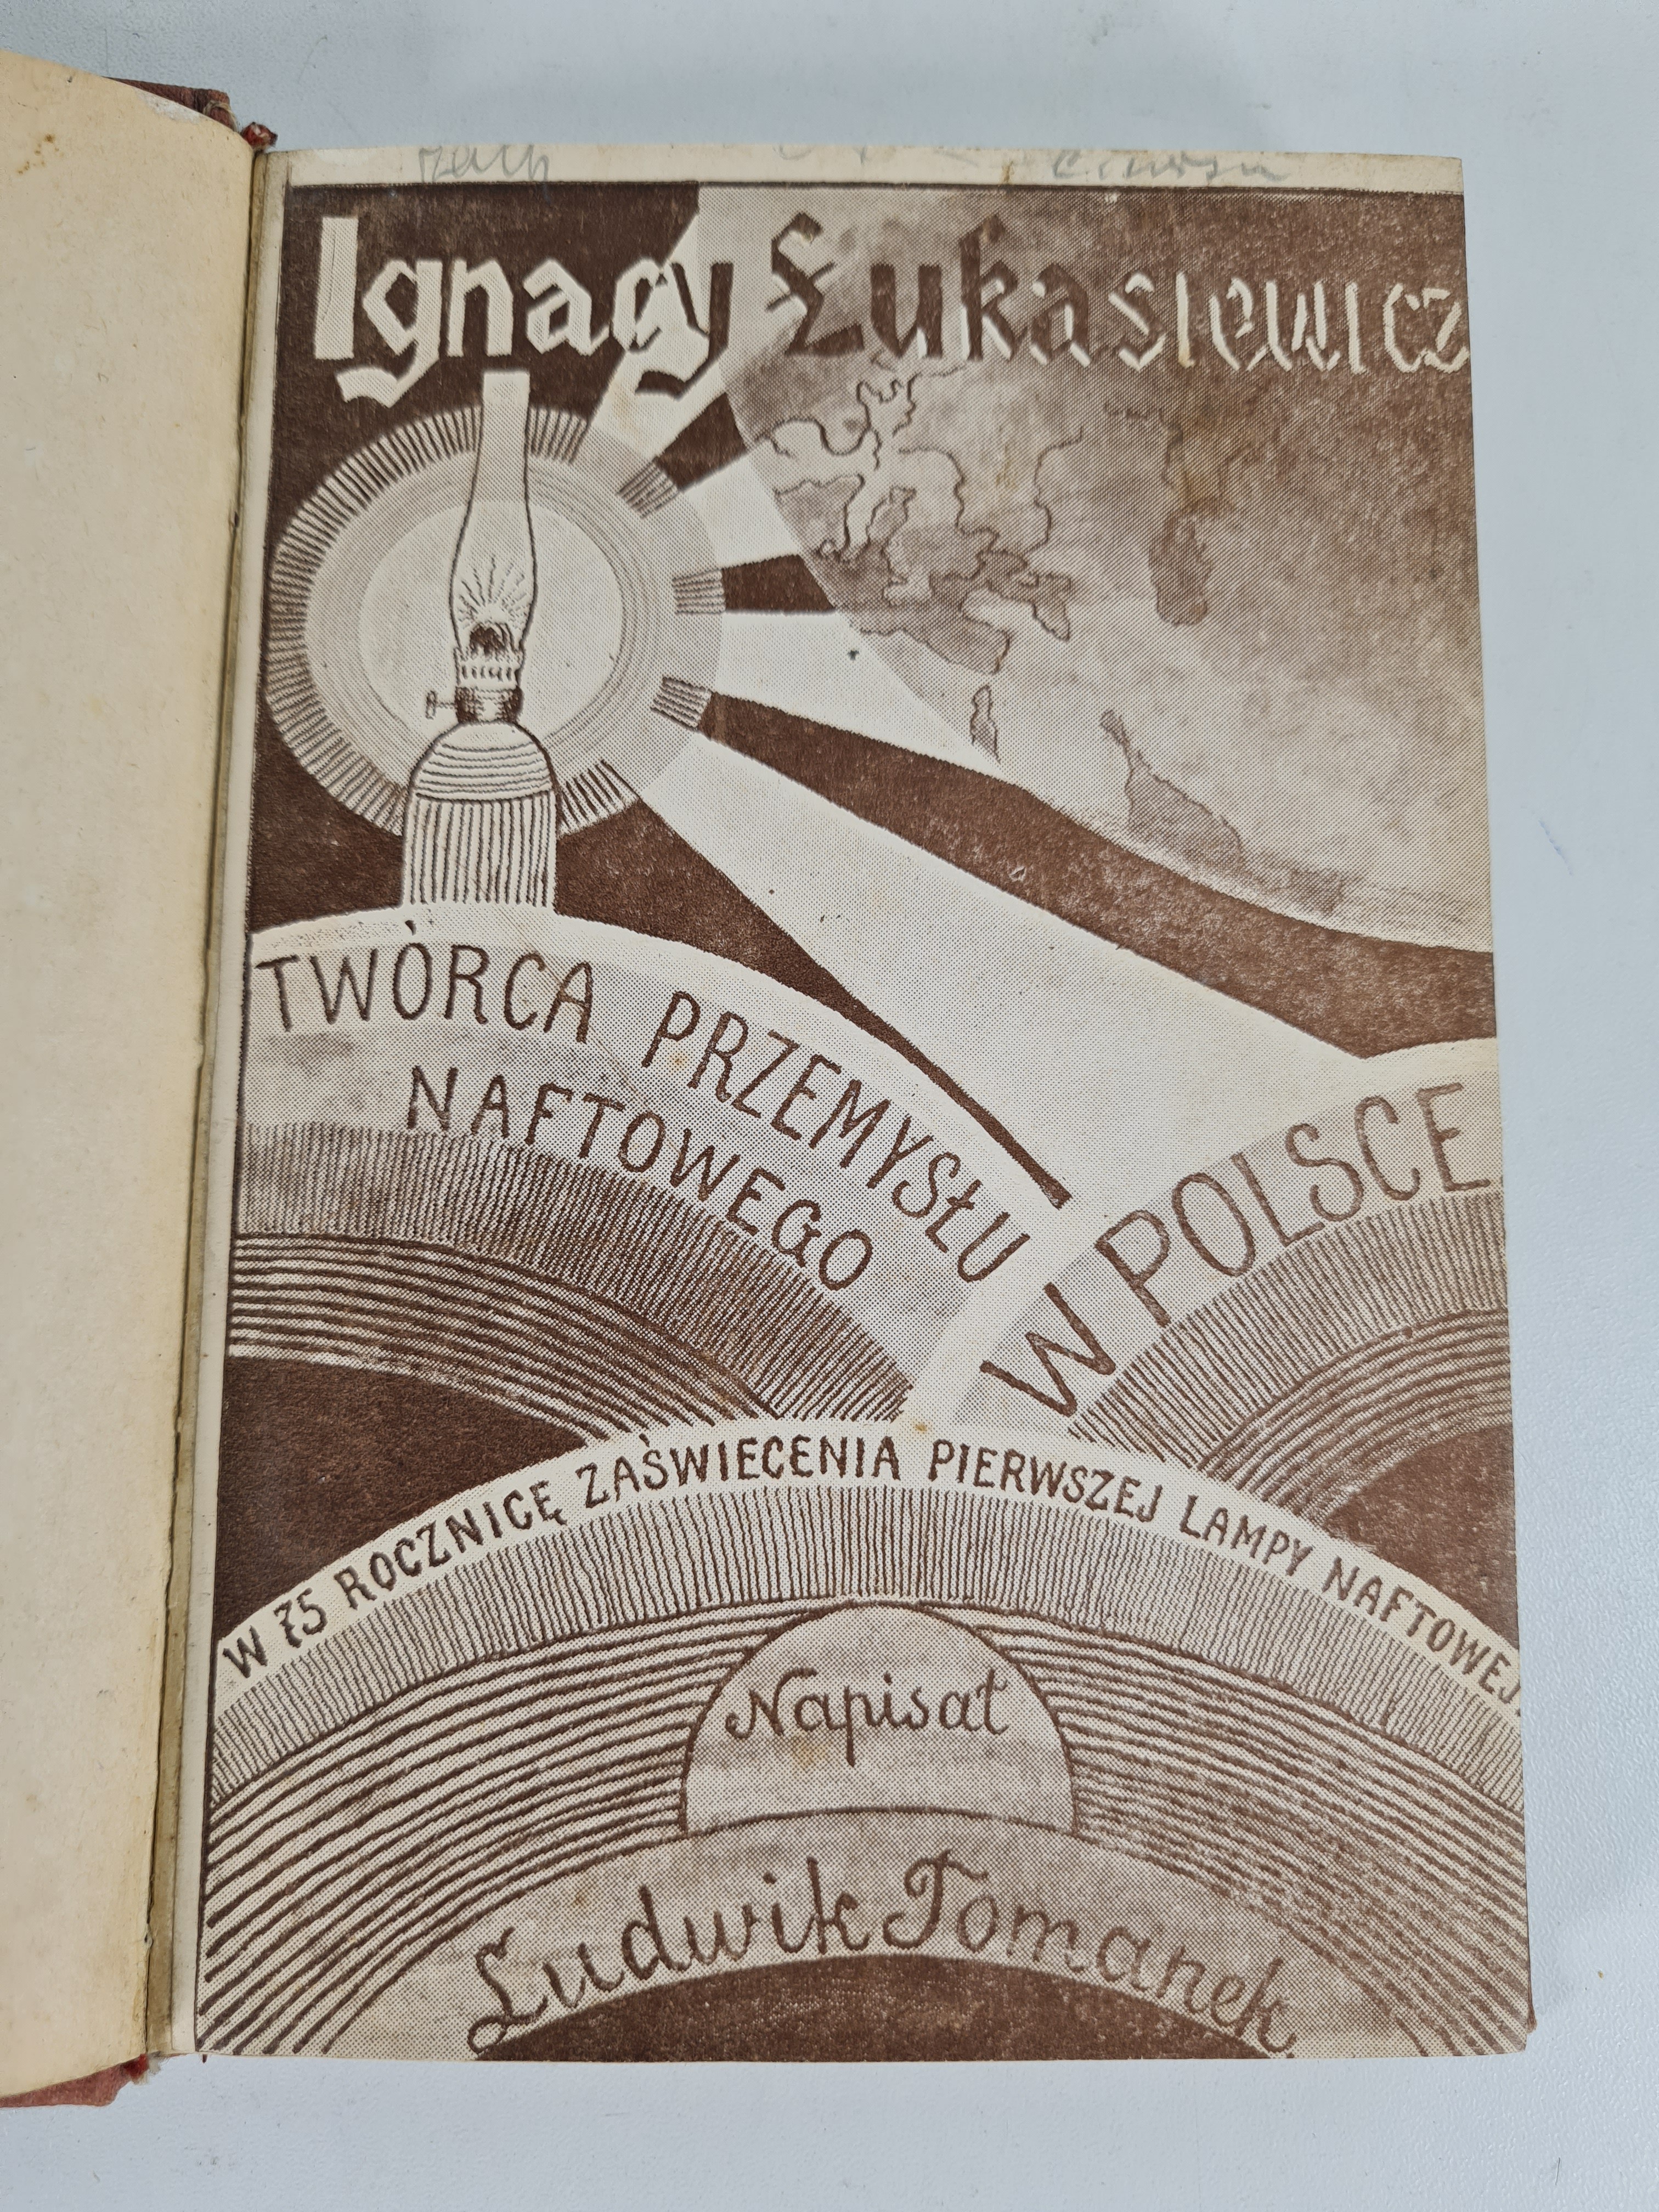 Ignacy Łukasiewicz
TWÓRCA PRZEMYSŁU
NAFTOWEGO
W POLSCE
W 75 ROCZNICĘ ZAŚWIECENIA PIERWSZEJ LAMPY NAFTOWEJ
Napisał
Ludwik Tomanek